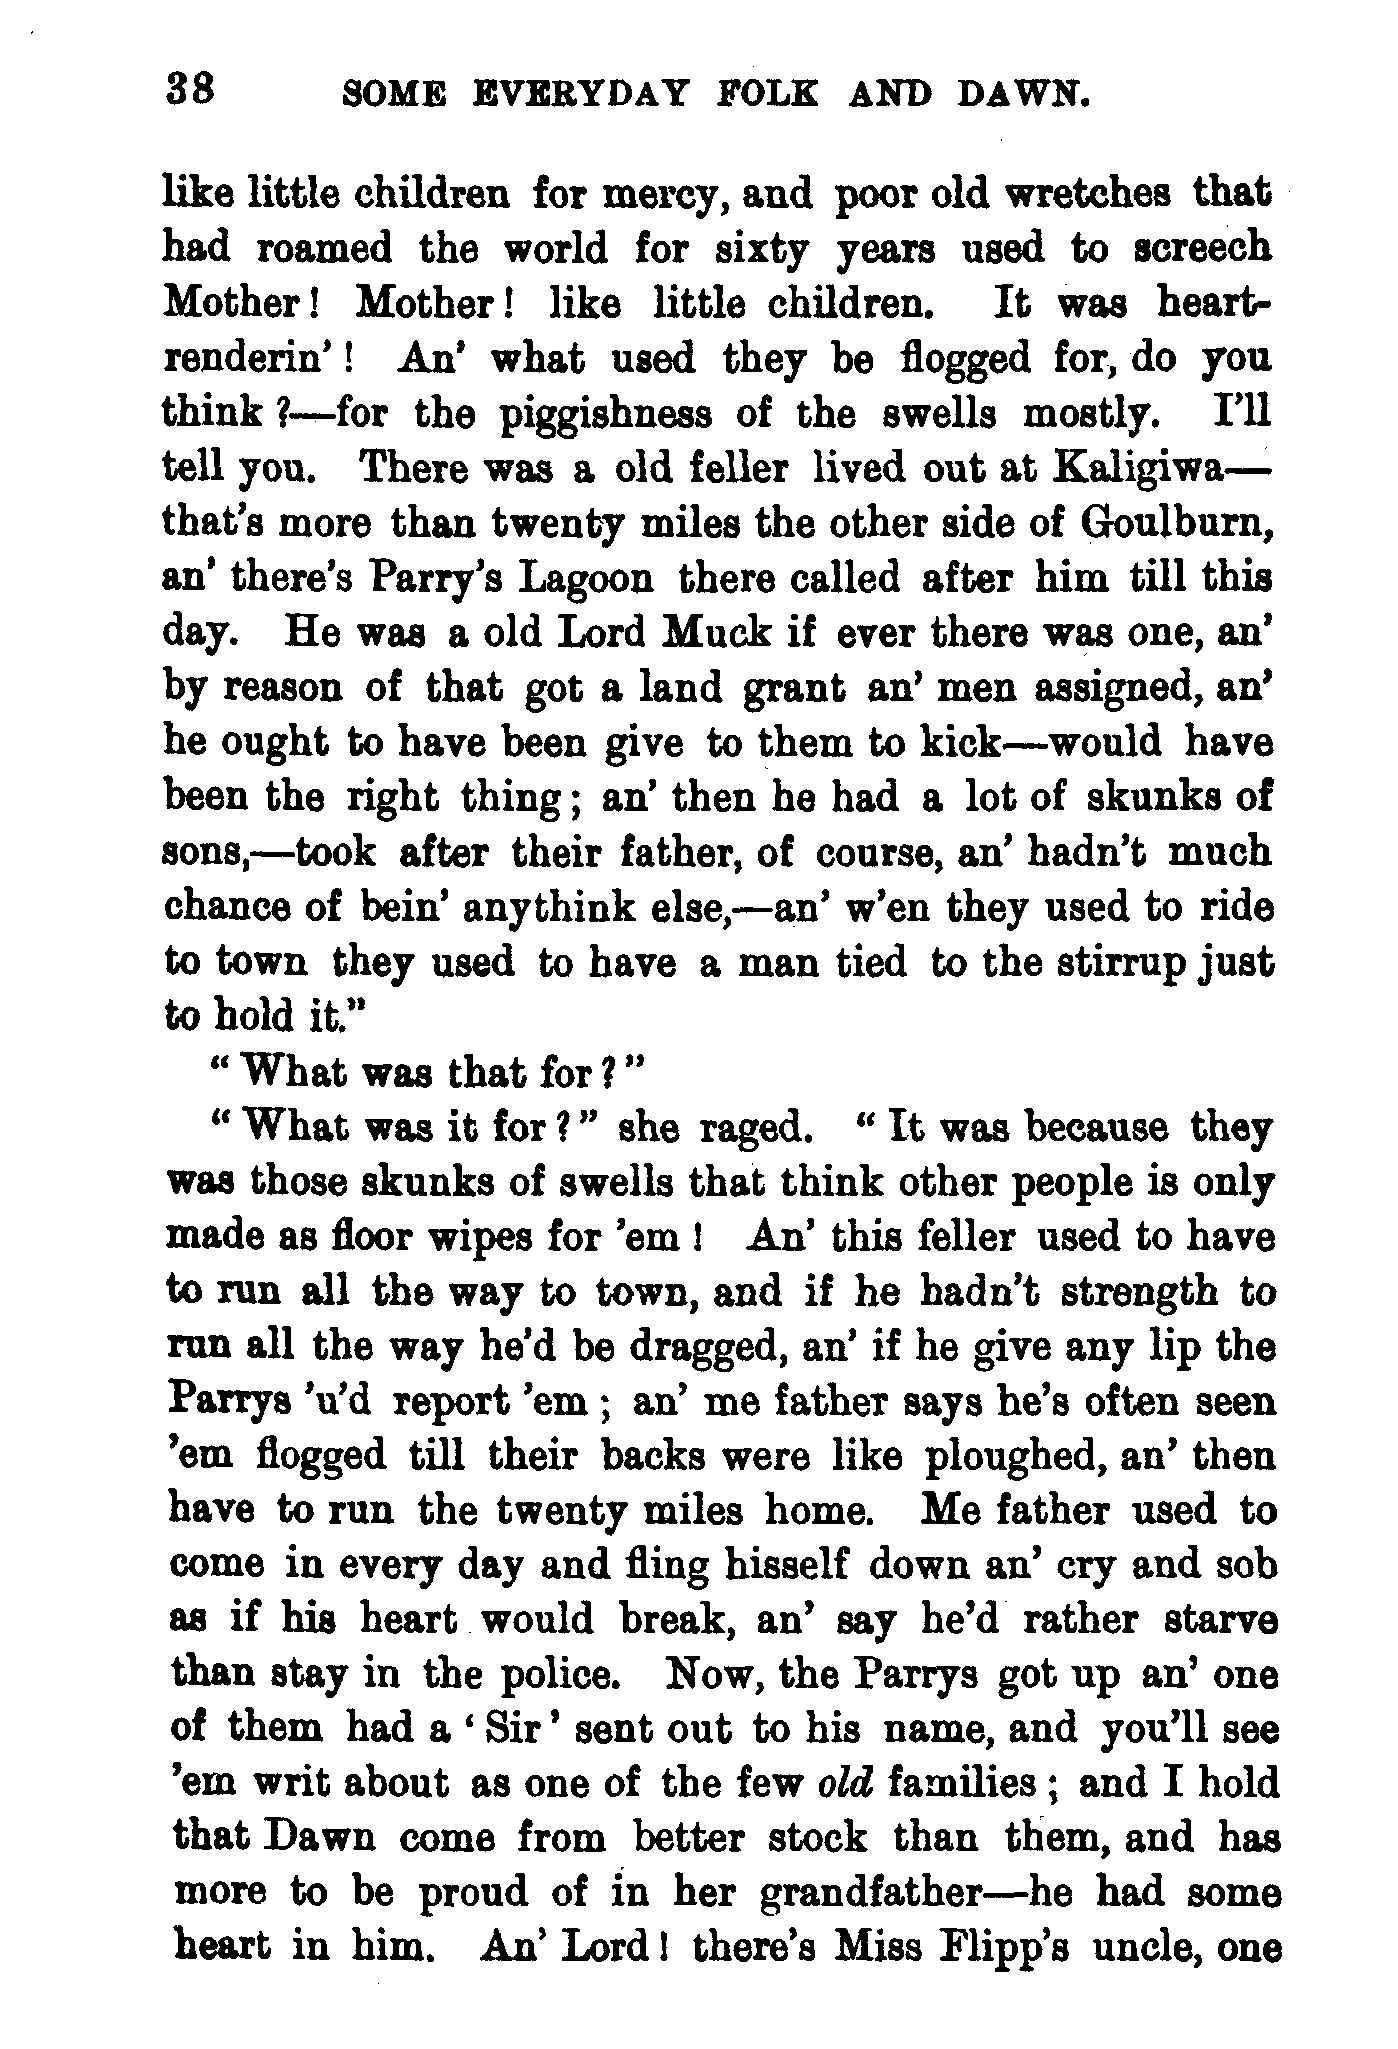 38 SOME EVERYDAY FOLK AND DAWN.
like little children for mercy, and poor old wretches that
had roamed the world for sixty years used to screech
Mother! Mother! like little children. It was heart-
renderin'! An' what used they be flogged for, do you
think?—for the piggishness of the swells mostly. I'll
tell you. There was a old feller lived out at Kaligiwa—
that's more than twenty miles the other side of Goulburn,
an' there's Parry's Lagoon there called after him till this
day. He was a old Lord Muck if ever there was one, an'
by reason of that got a land grant an' men assigned, an'
he ought to have been give to them to kick—would have
been the right thing; an' then he had a lot of skunks of
sons,—took after their father, of course, an' hadn't much
chance of bein' anythink else,—an' w'en they used to ride
to town they used to have a man tied to the stirrup just
to hold it."
"What was that for?"
"What was it for?" she raged. "It was because they
was those skunks of swells that think other people is only
made as floor wipes for 'em! An' this feller used to have
to run all the way to town, and if he hadn't strength to
run all the way he'd be dragged, an' if he give any lip the
Parrys 'u'd report 'em; an' me father says he's often seen
'em flogged till their backs were like ploughed, an' then
have to run the twenty miles home. Me father used to
come in every day and fling hisself down an' cry and sob
as if his heart would break, an' say he'd rather starve
than stay in the police. Now, the Parrys got up an' one
of them had a 'Sir' sent out to his name, and you'll see
'em writ about as one of the few old families; and I hold
that Dawn come from better stock than them, and has
more to be proud of in her grandfather—he had some
heart in him. An' Lord! there's Miss Flipp's uncle, one